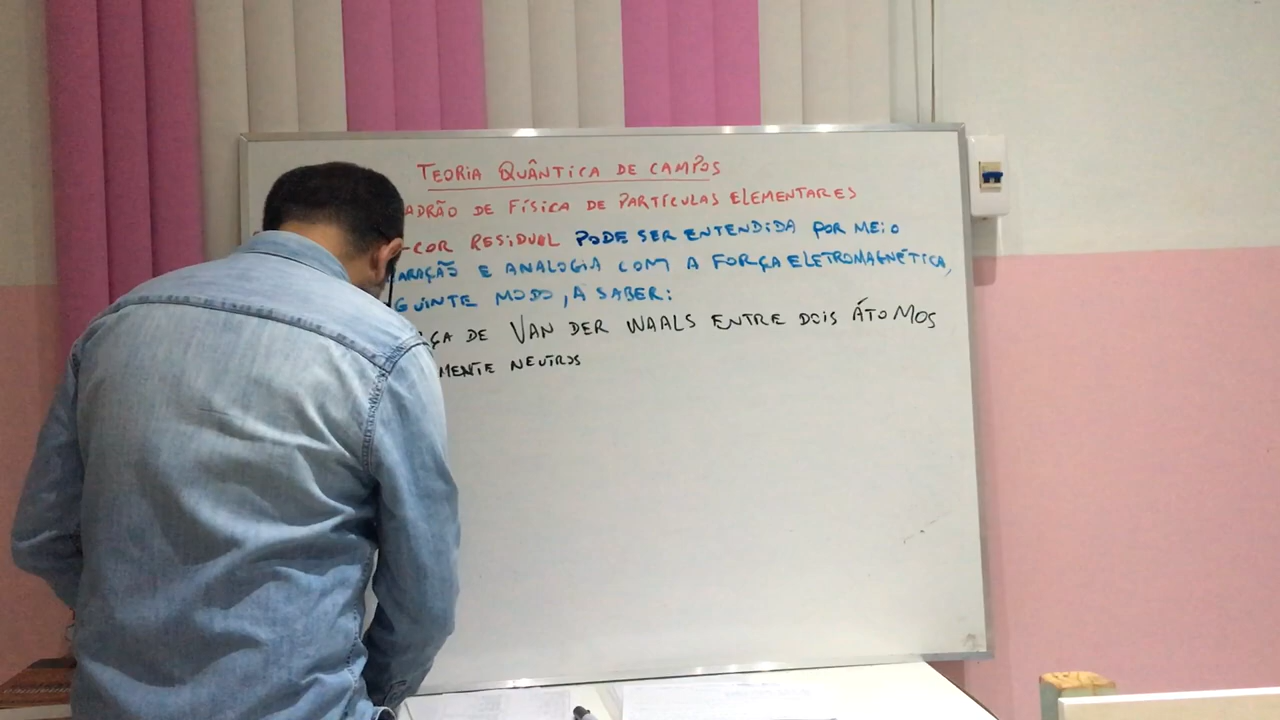 TEORIA QUÂNTICA DE CAMPOS
ADRÃO DE FÍSICA DE PARTÍCULAS ELEMENTARES
-COR RESIDUAL PODE SER ENTENDIDA POR MEIO
ARAÇÃO E ANALOGIA COM A FORÇA ELETROMAGNÉTICA,
GUINTE MODO, A SABER:
ÇA DE VAN DER WAALS ENTRE DOIS ÁTOMOS
MENTE NEUTROS